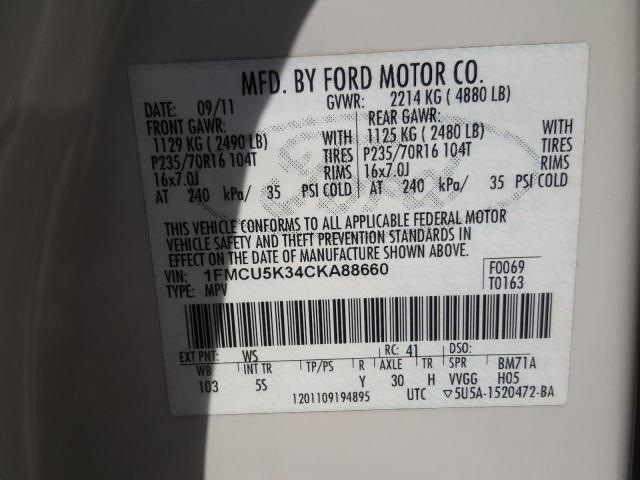 MFD. BY FORD MOTOR CO.
DATE: 09/11 GVWR: 2214 KG ( 4880 LB)
FRONT GAWR: REAR GAWR:
1129 KG ( 2490 LB) WITH 1125 KG ( 2480 LB) WITH
P235/70R16 104T TIRES P235/70R16 104T TIRES
16x7.0J RIMS 16x7.0J RIMS
AT 240 kPa/ 35 PSI COLD AT 240 kPa/ 35 PSI COLD
THIS VEHICLE CONFORMS TO ALL APPLICABLE FEDERAL MOTOR
VEHICLE SAFETY AND THEFT PREVENTION STANDARDS IN
EFFECT ON THE DATE OF MANUFACTURE SHOWN ABOVE.
VIN: 1FMCU5K34CKA88660 F0069
TYPE: MPV T0163
EXT PNT: WS RC: 41 DSO:
WB INT TR TP/PS R AXLE TR SPR BM71A
103 5S Y 30 H VVGG H05
1201109194895 UTC ▽5U5A-1520472-BA
Ford